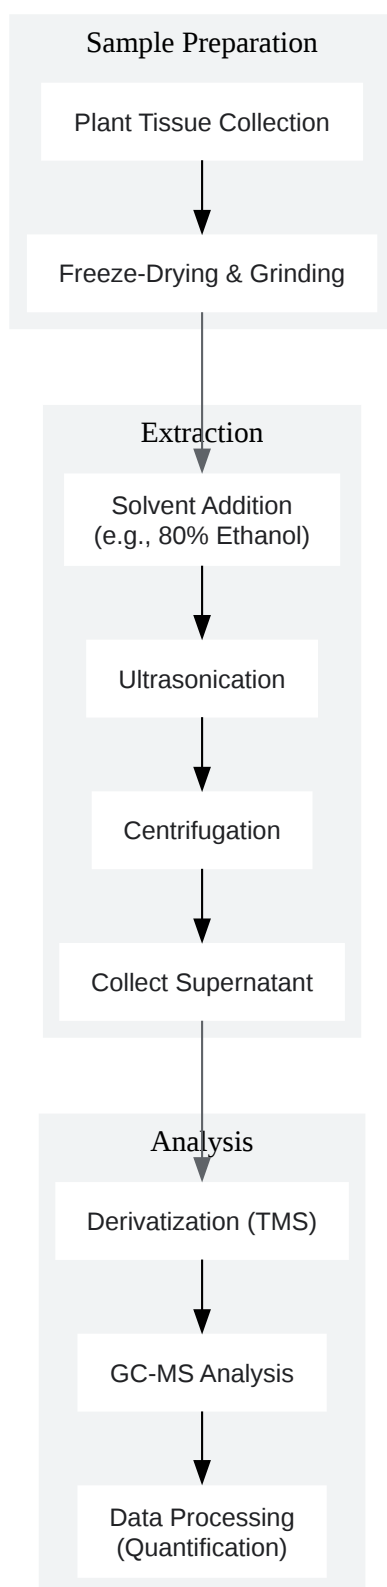 Sample Preparation
Plant Tissue Collection
Freeze-Drying & Grinding
Extraction
Solvent Addition
(e.g., 80% Ethanol)
Ultrasonication
Centrifugation
Collect Supernatant
Analysis
Derivatization (TMS)
GC-MS Analysis
Data Processing
(Quantification)